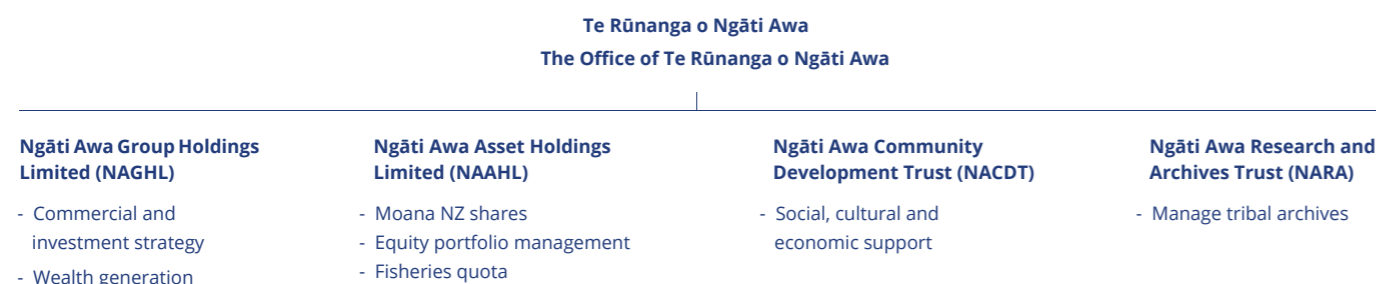 Te Rūnanga o Ngāti Awa
The Office of Te Rūnanga o Ngāti Awa
Ngāti Awa Group Holdings
Limited (NAGHL)
- Commercial and
investment strategy
- Wealth generation
Ngāti Awa Asset Holdings
Limited (NAAHL)
- Moana NZ shares
- Equity portfolio management
- Fisheries quota
Ngāti Awa Community
Development Trust (NACDT)
- Social, cultural and
economic support
Ngāti Awa Research and
Archives Trust (NARA)
- Manage tribal archives